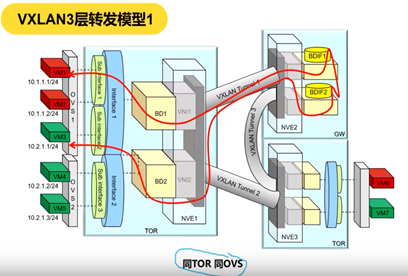 VXLAN3层转发模型1
VM1
10.1.1.1/24
VM2
10.1.1.2/24
VM3
10.1.2.1/24
VM4
10.1.2.2/24
VM5
10.1.2.3/24
OVS 1
OVS 2
Sub Interface 1
Sub Interface 2
Sub Interface 3
Interface 1
Interface 2
BD1
VNI1
BD2
VNI2
NVE1
TOR
VXLAN Tunnel 1
VXLAN Tunnel 3
VXLAN Tunnel 2
BDIF1
BDIF2
NVE2
GW
NVE3
TOR
VM7
同TOR 同OVS